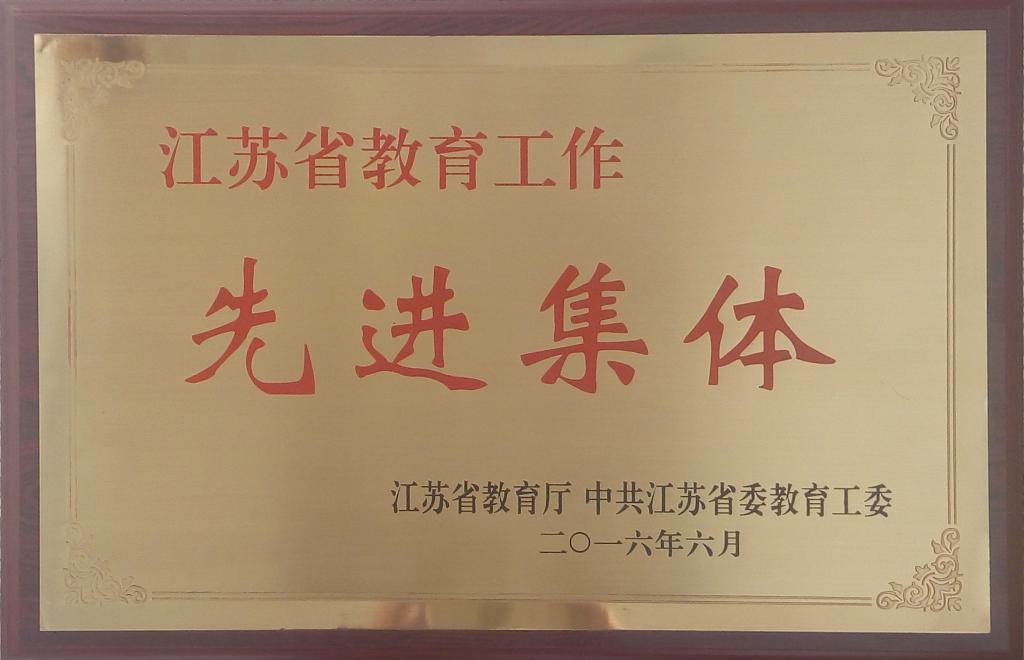 江苏省教育工作
先进集体
江苏省教育厅 中共江苏省委教育工委
二〇一六年六月